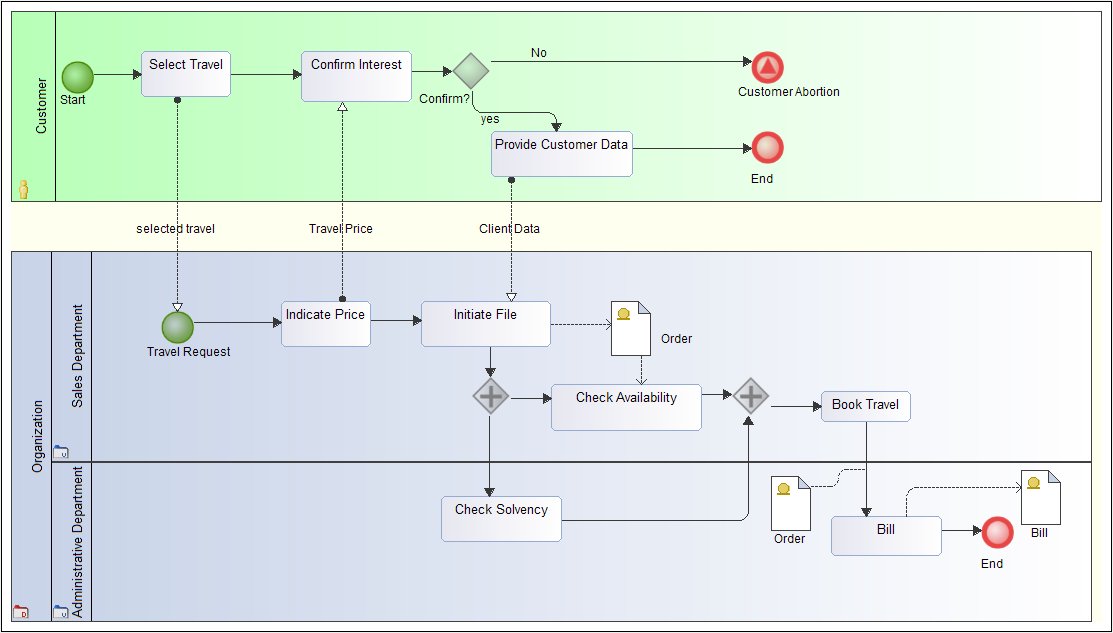 Customer
Start
Select Travel
Confirm Interest
Confirm?
No
yes
Customer Abortion
Provide Customer Data
End
selected travel
Travel Price
Client Data
Organization
Sales Department
Travel Request
Indicate Price
Initiate File
Order
Check Availability
Book Travel
Administrative Department
Check Solvency
Order
Bill
End
Bill